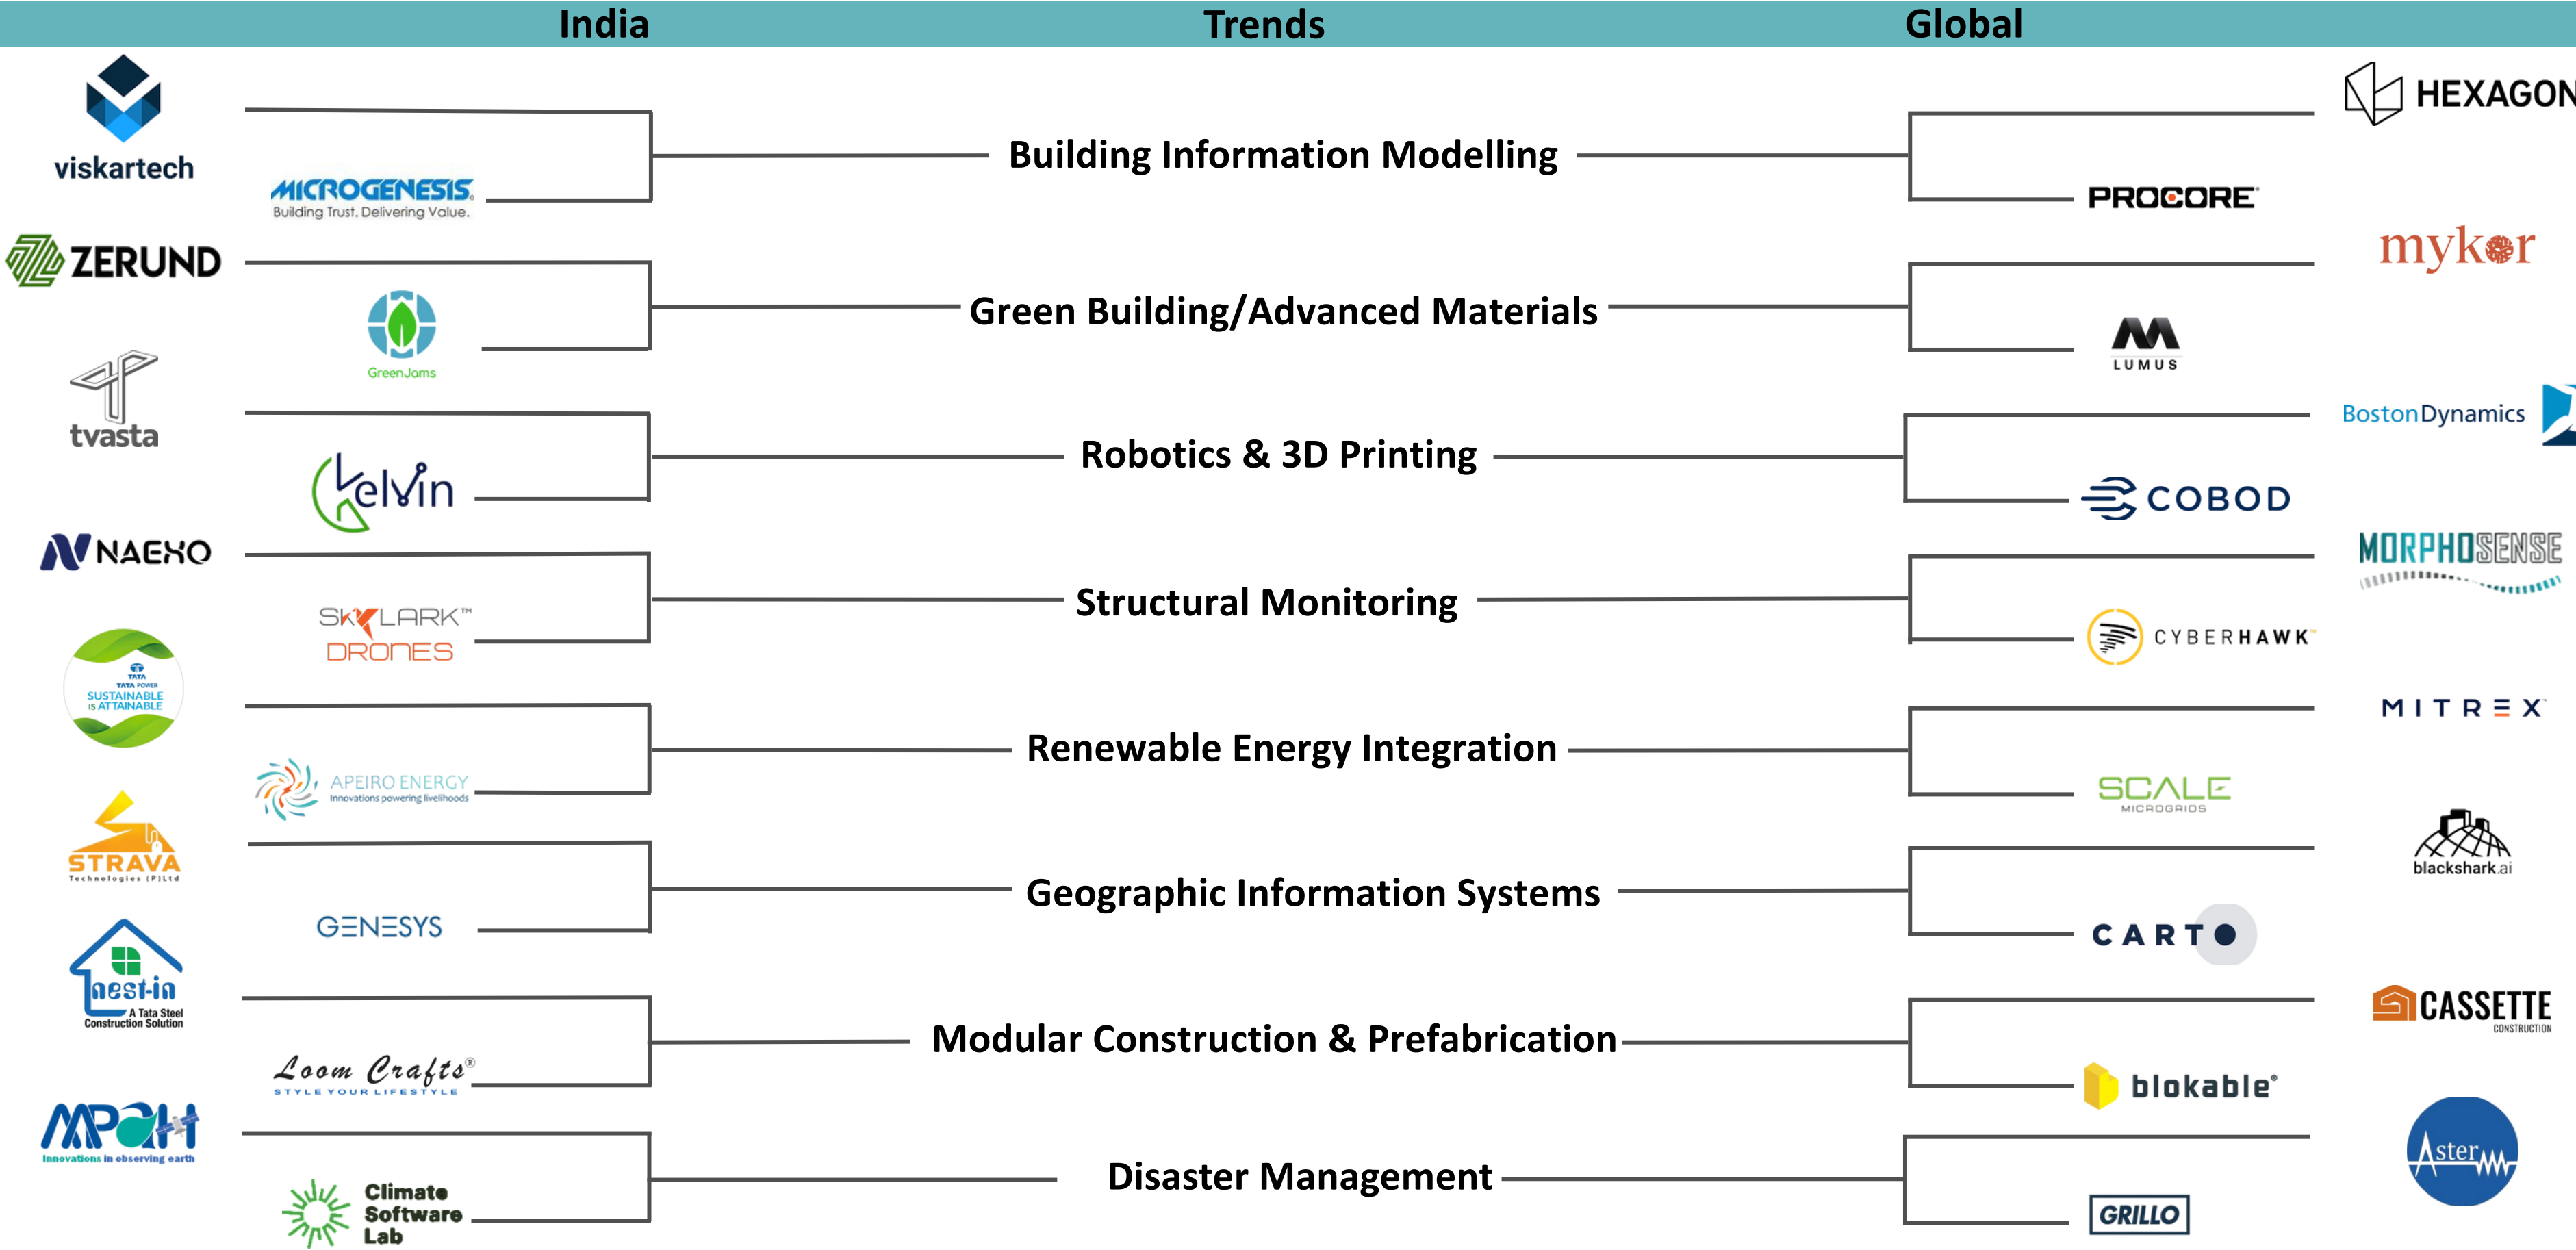 India Trends Global
viskartech
HEXAGON
Building Information Modelling
MICROGENESIS®
Building Trust. Delivering Value.
PROCORE®
ZERUND
mykor
Green Building/Advanced Materials
GreenJams
LUMUS
tvasta
BostonDynamics
Robotics & 3D Printing
Kelvin
COBOD
NAEXO
MORPHOSENSE
Structural Monitoring
SKYLARK™
DRONES
CYBERHAWK™
TATA
TATA POWER
SUSTAINABLE
IS ATTAINABLE
MITREX
Renewable Energy Integration
APEIRO ENERGY
Innovations powering livelihoods
SCALE
MICROGRIDS
STRAVA
Technologies (P)Ltd
blackshark.ai
Geographic Information Systems
GENESYS
CARTO
nest-in
A Tata Steel
Construction Solution
CASSETTE
CONSTRUCTION
Modular Construction & Prefabrication
Loom Crafts®
STYLE YOUR LIFESTYLE
blokable®
Innovations in observing earth
Aster
Disaster Management
Climate
Software
Lab
GRILLO